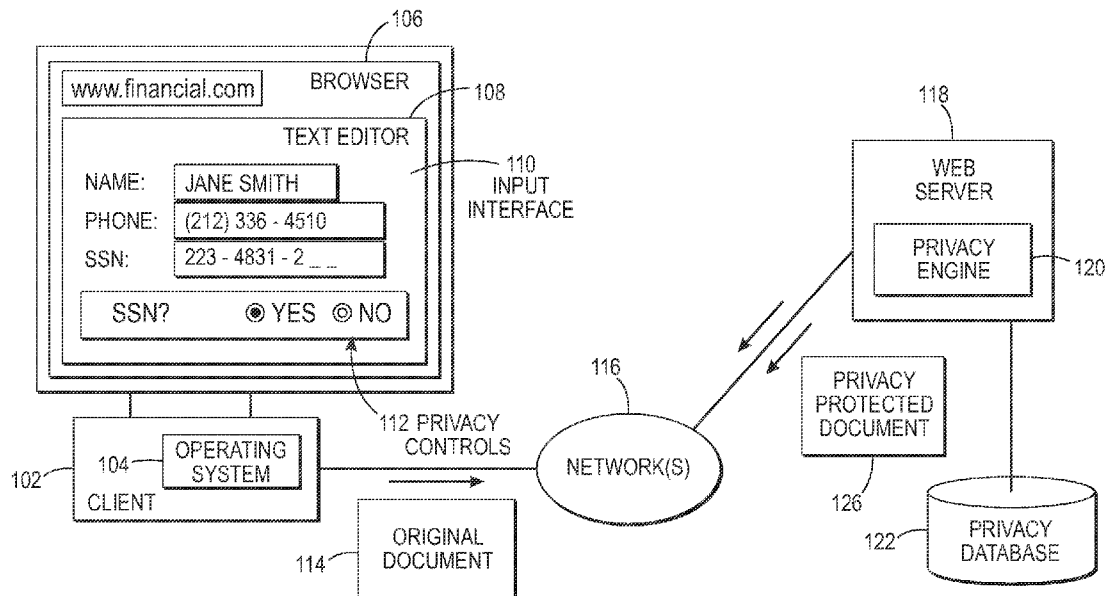 106
BROWSER
www.financial.com
108
TEXT EDITOR
110
INPUT
INTERFACE
NAME: JANE SMITH
PHONE: (212) 336 - 4510
SSN: 223 - 4831 - 2 _ _
SSN? YES NO
112 PRIVACY
CONTROLS
104
OPERATING
SYSTEM
102
CLIENT
114
ORIGINAL
DOCUMENT
116
NETWORK(S)
118
WEB
SERVER
PRIVACY
ENGINE
120
PRIVACY
PROTECTED
DOCUMENT
126
122
PRIVACY
DATABASE